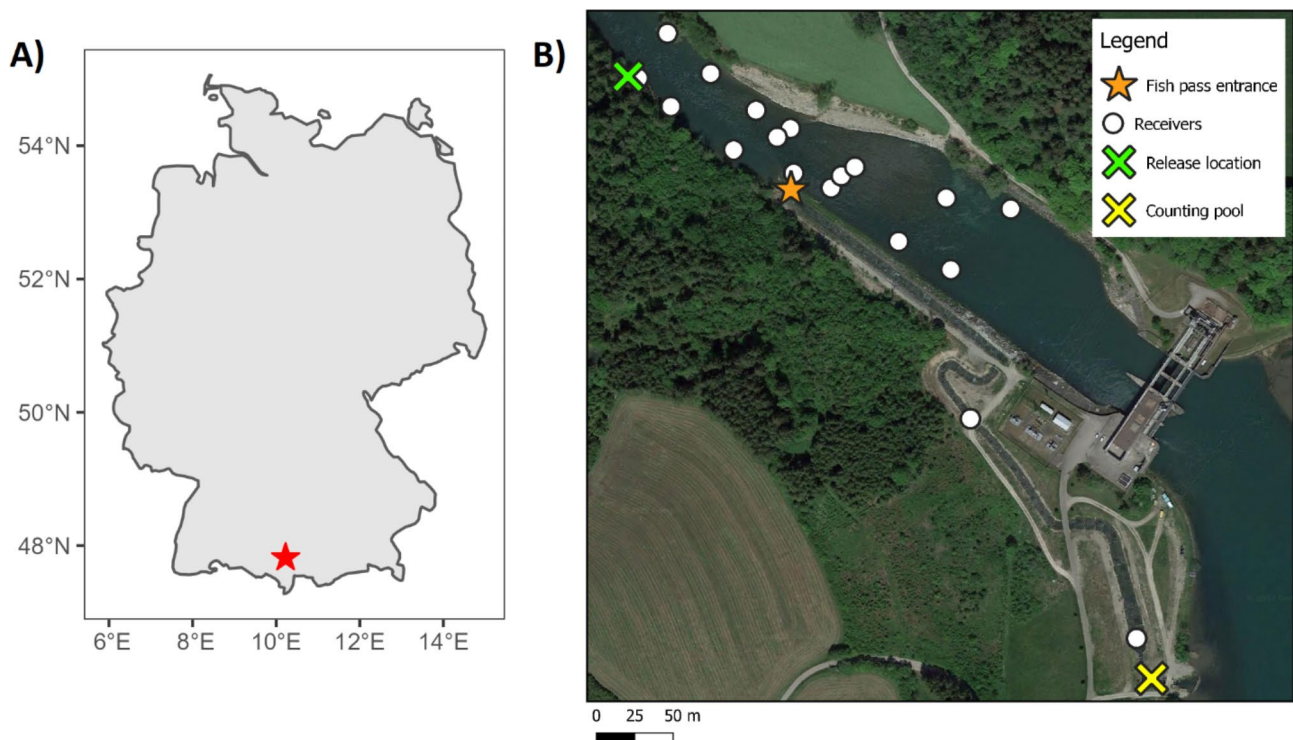 A)
54°N
52°N
50°N
48°N
6°E 8°E 10°E 12°E 14°E
B)
Legend
Fish pass entrance
Receivers
Release location
Counting pool
0 25 50 m